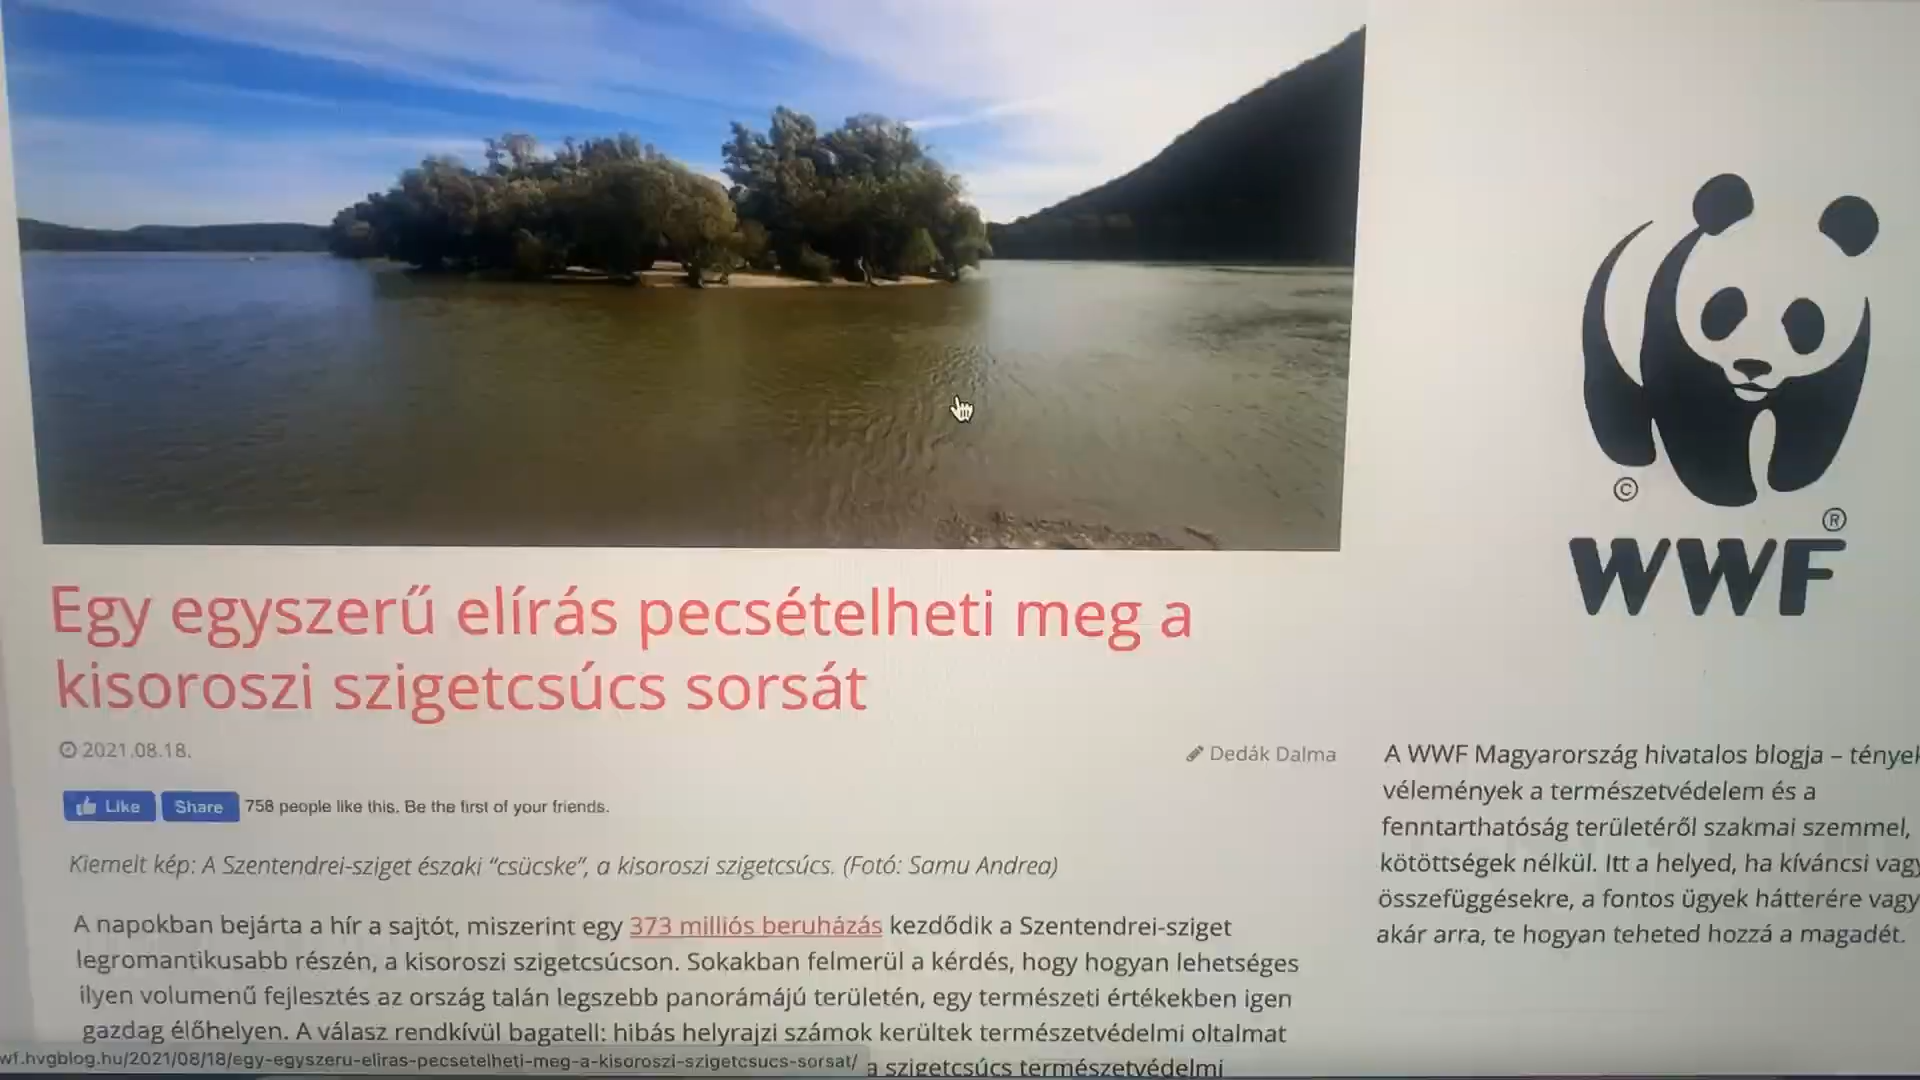 Egy egyszerű elírás pecsételheti meg a
kisoroszi szigetcsúcs sorsát
2021.08.18.
Dedák Dalma
Like
Share
758 people like this. Be the first of your friends.
Kiemelt kép: A Szentendrei-sziget északi “csücske”, a kisoroszi szigetcsúcs. (Fotó: Samu Andrea)
A napokban bejárta a hír a sajtót, miszerint egy 373 milliós beruházás kezdődik a Szentendrei-sziget
legromantikusabb részén, a kisoroszi szigetcsúcson. Sokakban felmerül a kérdés, hogy hogyan lehetséges
ilyen volumenű fejlesztés az ország talán legszebb panorámájú területén, egy természeti értékekben igen
gazdag élőhelyen. A válasz rendkívül bagatell: hibás helyrajzi számok kerültek természetvédelmi oltalmat
a szigetcsúcs természetvédelmi
wf.hvgblog.hu/2021/08/18/egy-egyszeru-eliras-pecsetelheti-meg-a-kisoroszi-szigetcsucs-sorsat/
©
®
WWF
A WWF Magyarország hivatalos blogja – tények
vélemények a természetvédelem és a
fenntarthatóság területéről szakmai szemmel,
kötöttségek nélkül. Itt a helyed, ha kíváncsi vagy
összefüggésekre, a fontos ügyek hátterére vagy
akár arra, te hogyan teheted hozzá a magadét.